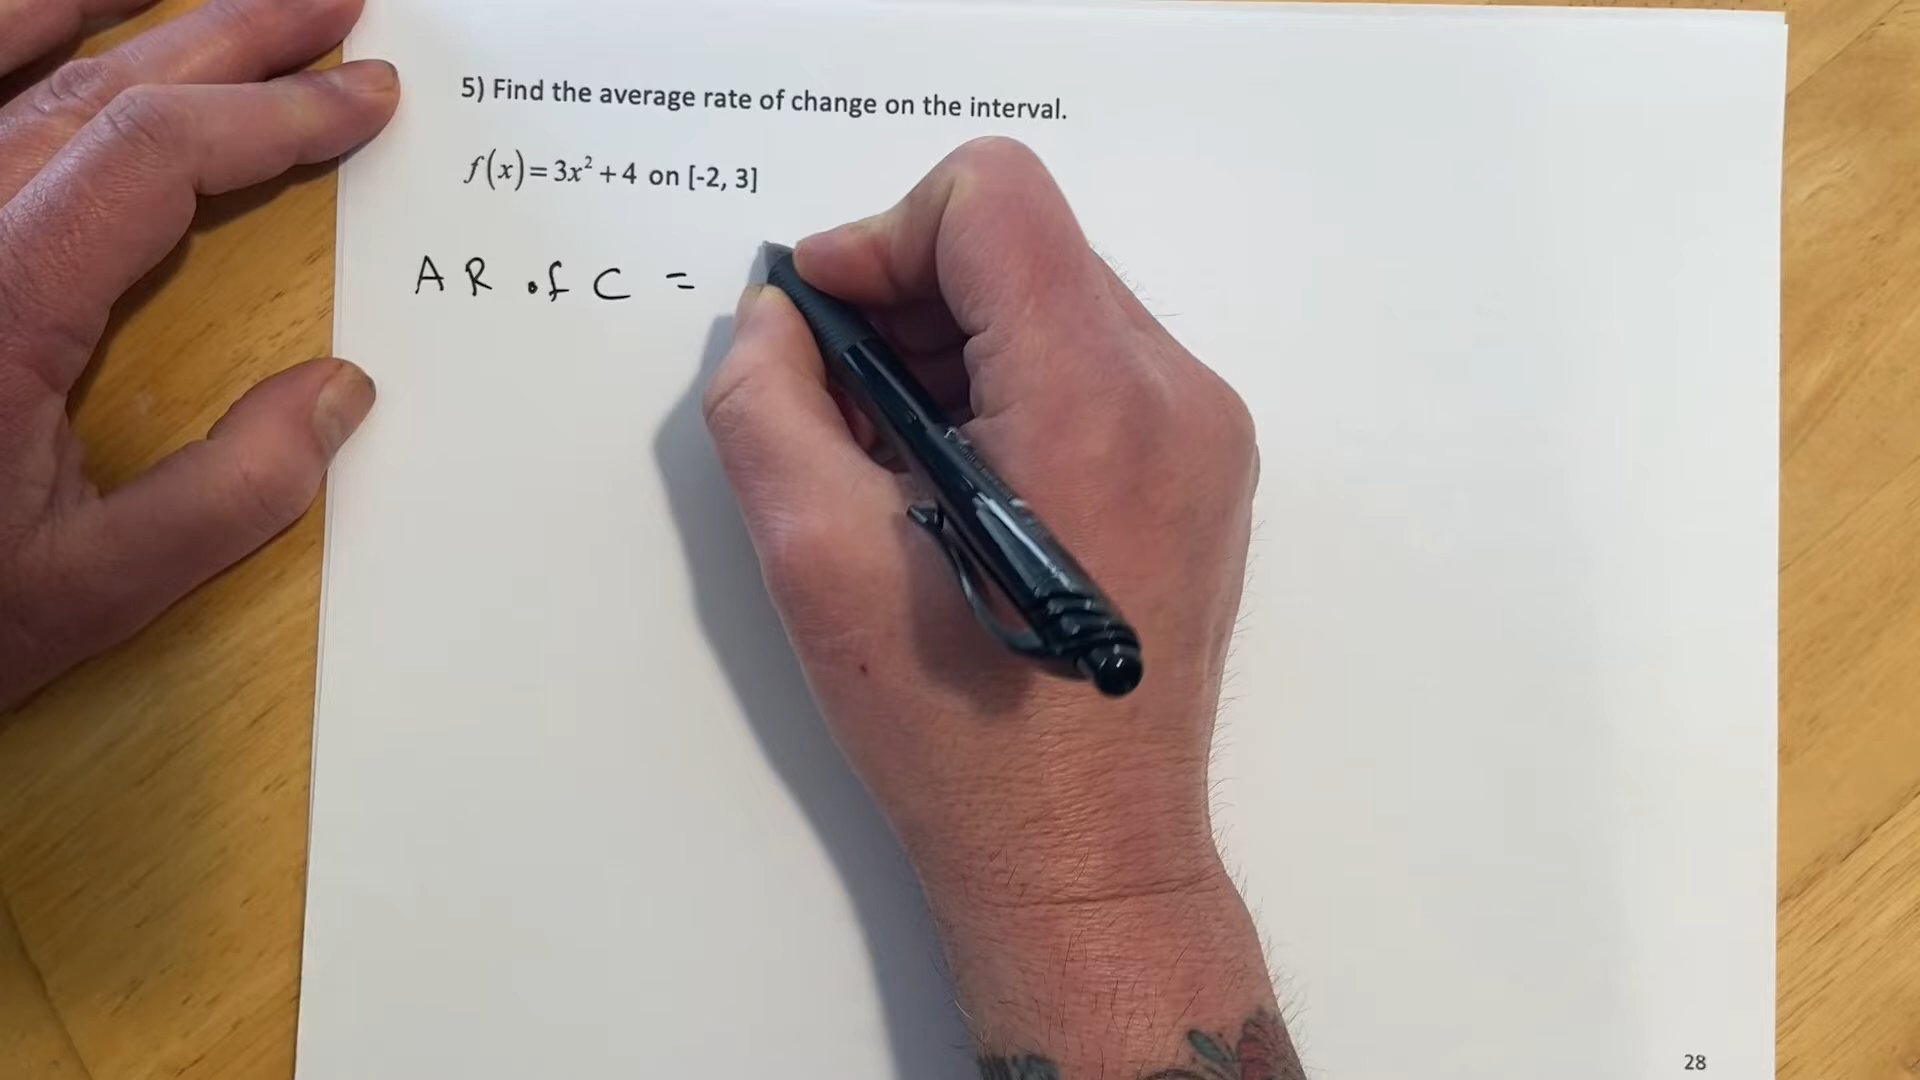 5) Find the average rate of change on the interval.
f(x)=3x²+4 on [-2, 3]
A R of C =
28